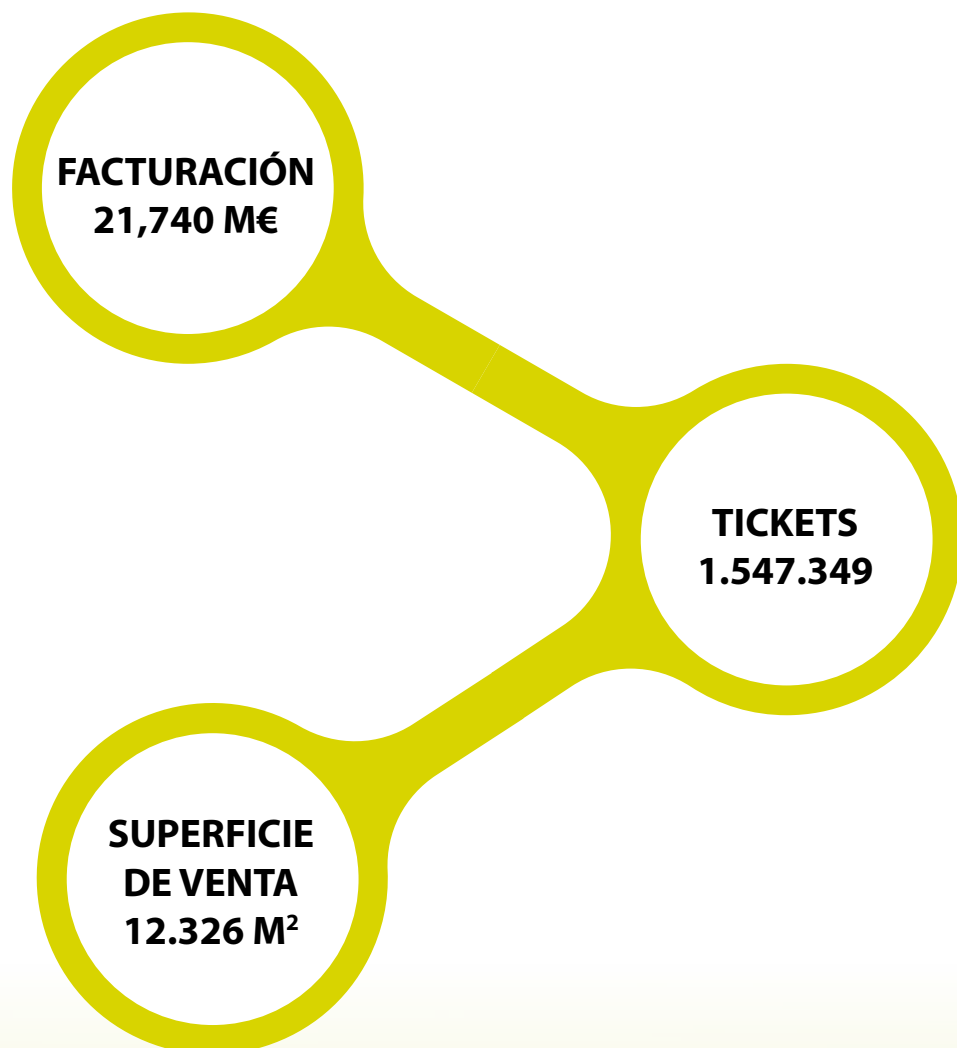 FACTURACIÓN
21,740 M€
TICKETS
1.547.349
SUPERFICIE
DE VENTA
12.326 M²